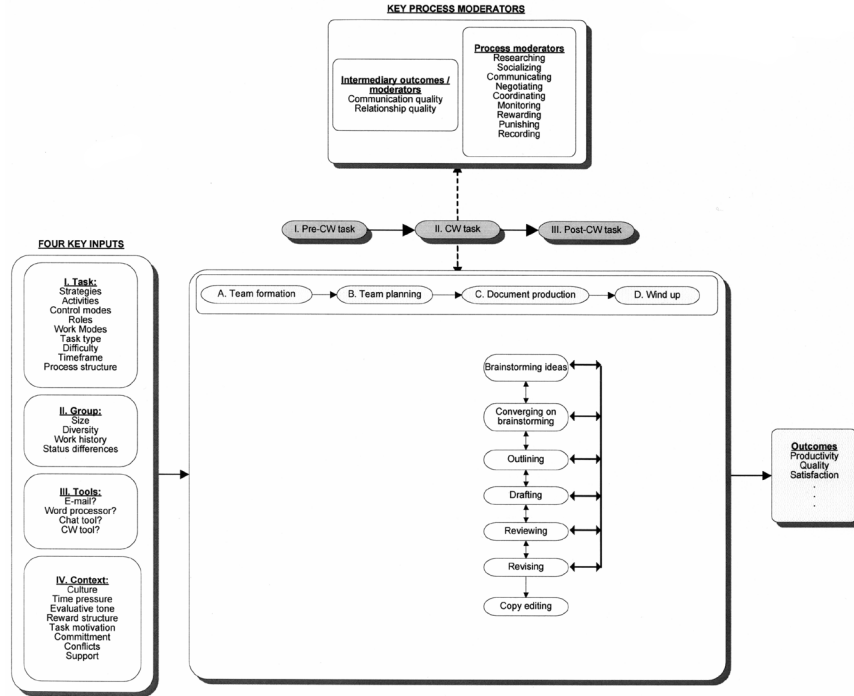 KEY PROCESS MODERATORS
Intermediary outcomes /
moderators
Communication quality
Relationship quality
Process moderators
Researching
Socializing
Communicating
Negotiating
Coordinating
Monitoring
Rewarding
Punishing
Recording
I. Pre-CW task
II. CW task
III. Post-CW task
FOUR KEY INPUTS
I. Task:
Strategies
Activities
Control modes
Roles
Work Modes
Task type
Difficulty
Timeframe
Process structure
II. Group:
Size
Diversity
Work history
Status differences
III. Tools:
E-mail?
Word processor?
Chat tool?
CW tool?
IV. Context:
Culture
Time pressure
Evaluative tone
Reward structure
Task motivation
Committment
Conflicts
Support
A. Team formation
B. Team planning
C. Document production
D. Wind up
Brainstorming ideas
Converging on
brainstorming
Outlining
Drafting
Reviewing
Revising
Copy editing
Outcomes
Productivity
Quality
Satisfaction
.
.
.